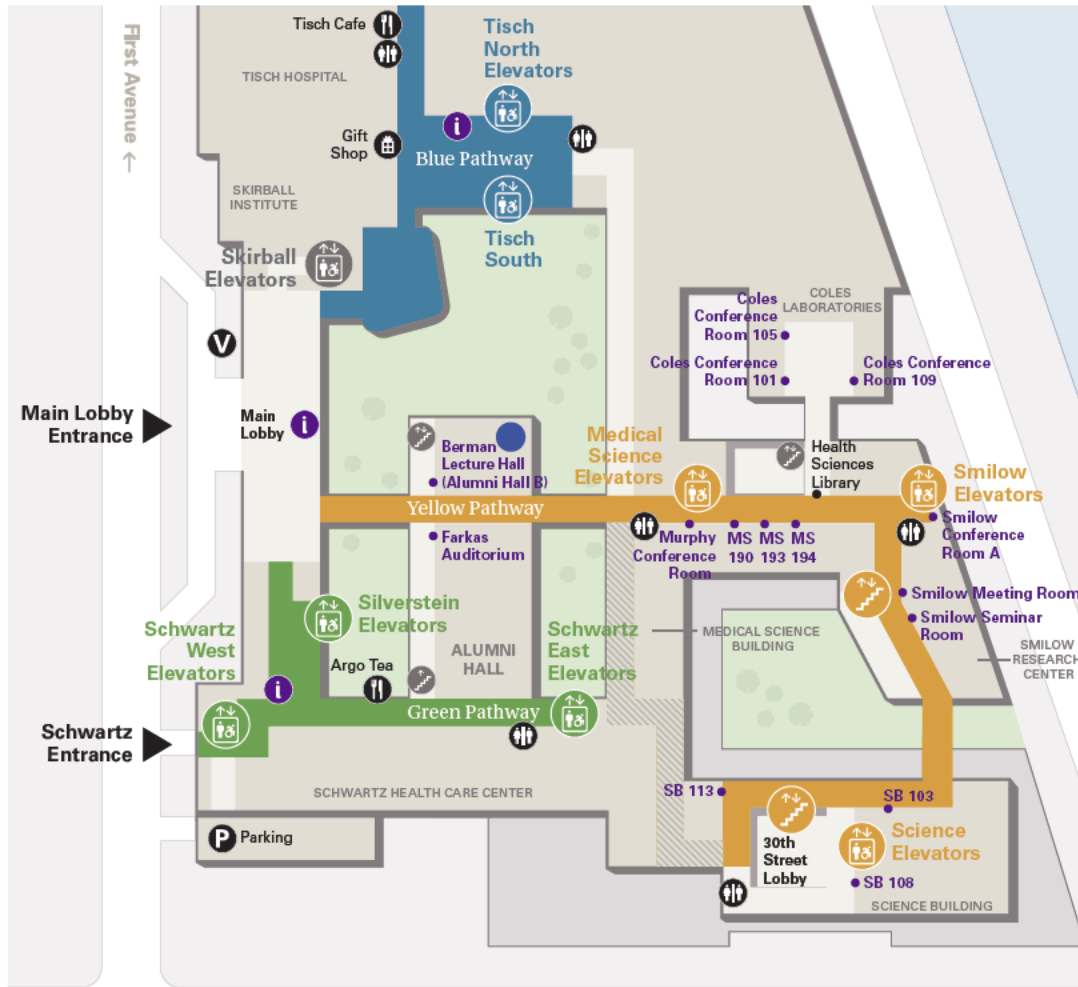 First Avenue ←
Tisch Cafe
TISCH HOSPITAL
Tisch
North
Elevators
i
Gift
Shop
Blue Pathway
SKIRBALL
INSTITUTE
Tisch
South
Skirball
Elevators
V
Main Lobby
Entrance
Main
Lobby
i
Berman
Lecture Hall
(Alumni Hall B)
Yellow Pathway
Farkas
Auditorium
COLES
LABORATORIES
Coles
Conference
Room 105
Coles Conference
Room 101
Coles Conference
Room 109
Medical
Science
Elevators
Health
Sciences
Library
Smilow
Elevators
Smilow
Conference
Room A
Murphy
Conference
Room
MS
190
MS
193
MS
194
Smilow Meeting Room
Smilow Seminar
Room
SMILOW
RESEARCH
CENTER
MEDICAL SCIENCE
BUILDING
Silverstein
Elevators
Schwartz
West
Elevators
i
Argo Tea
ALUMNI
HALL
Schwartz
East
Elevators
Green Pathway
Schwartz
Entrance
SCHWARTZ HEALTH CARE CENTER
P
Parking
SB 113
SB 103
30th
Street
Lobby
Science
Elevators
SB 108
SCIENCE BUILDING